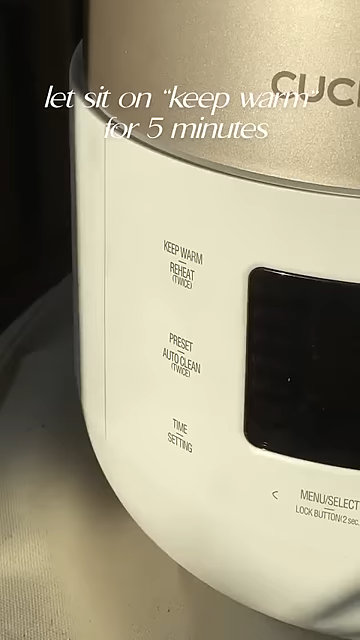 CUC
let sit on “keep warm”
for 5 minutes
KEEP WARM
REHEAT
(TWICE)
PRESET
AUTO CLEAN
(TWICE)
TIME
SETTING
< MENU/SELECT
LOCK BUTTON(2 sec.